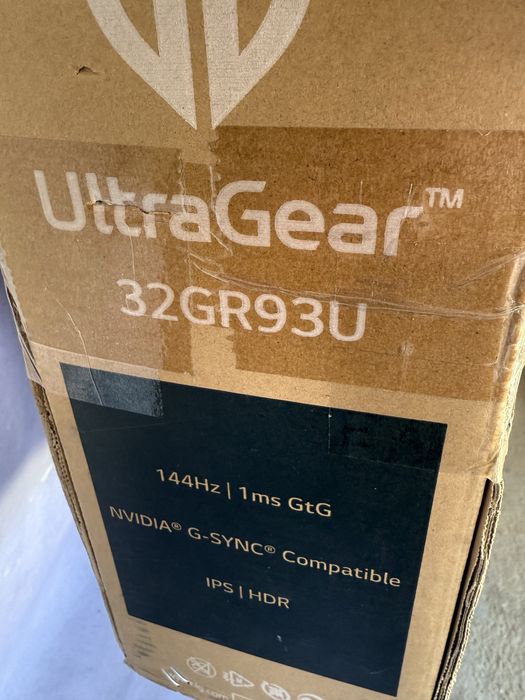 UltraGear™
32GR93U
144Hz | 1ms GtG
NVIDIA® G-SYNC® Compatible
IPS | HDR